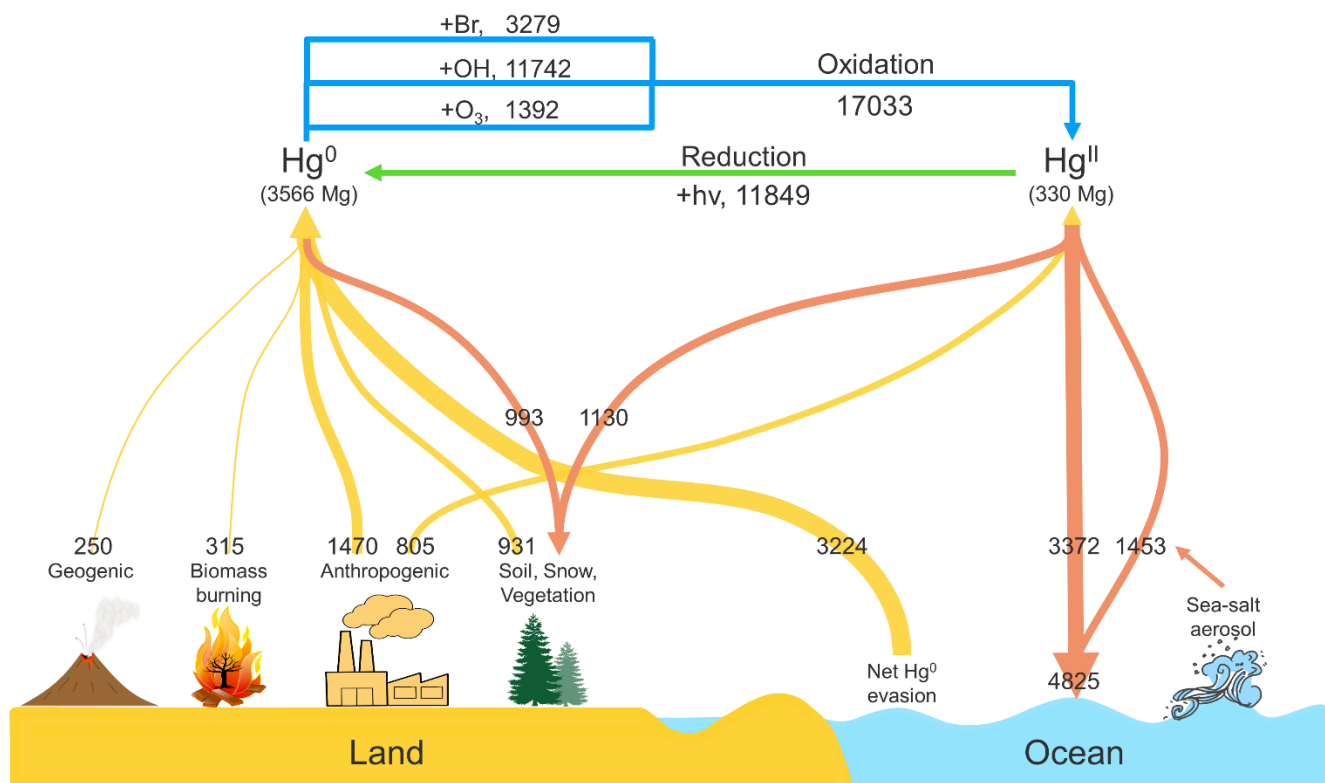 +Br, 3279
+OH, 11742
+O₃, 1392
Oxidation
17033
Hg⁰
(3566 Mg)
Reduction
+hv, 11849
Hgᴵᴵ
(330 Mg)
993
1130
250
Geogenic
315
Biomass
burning
1470
805
Anthropogenic
931
Soil, Snow,
Vegetation
3224
Net Hg⁰
evasion
3372
1453
4825
Sea-salt
aerosol
Land
Ocean